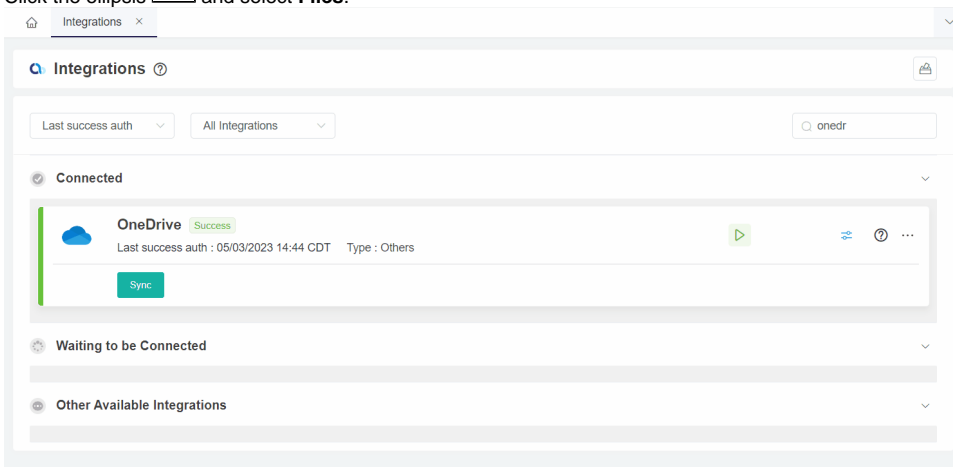 Click the ellipsis and select Files.
Integrations ×
Integrations
Last success auth
All Integrations
onedr
Connected
OneDrive Success
Last success auth : 05/03/2023 14:44 CDT Type : Others
Sync
Waiting to be Connected
Other Available Integrations